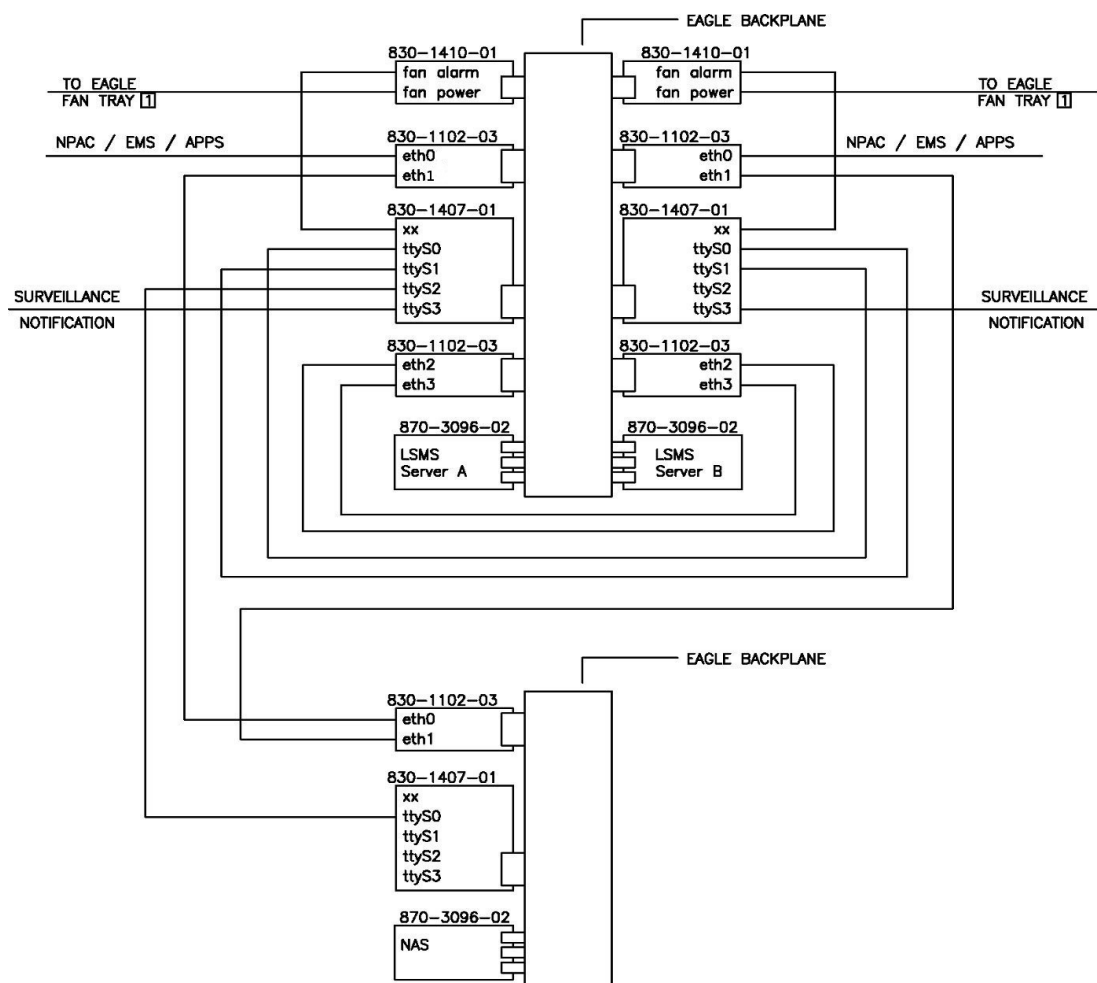 EAGLE BACKPLANE
830-1410-01
fan alarm
fan power
830-1410-01
fan alarm
fan power
TO EAGLE
FAN TRAY 1
TO EAGLE
FAN TRAY 1
NPAC / EMS / APPS
830-1102-03
eth0
eth1
830-1102-03
eth0
eth1
NPAC / EMS / APPS
830-1407-01
xx
ttyS0
ttyS1
ttyS2
ttyS3
830-1407-01
xx
ttyS0
ttyS1
ttyS2
ttyS3
SURVEILLANCE
NOTIFICATION
SURVEILLANCE
NOTIFICATION
830-1102-03
eth2
eth3
830-1102-03
eth2
eth3
870-3096-02
LSMS
Server A
870-3096-02
LSMS
Server B
EAGLE BACKPLANE
830-1102-03
eth0
eth1
830-1407-01
xx
ttyS0
ttyS1
ttyS2
ttyS3
870-3096-02
NAS